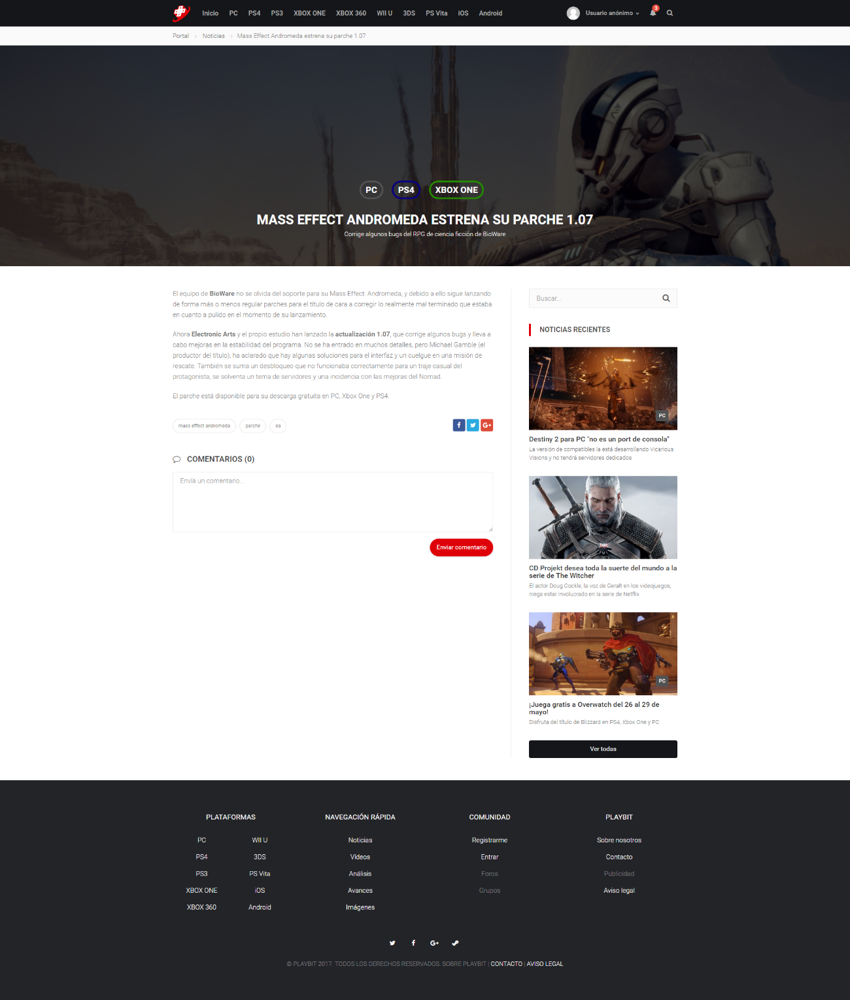 Inicio PC PS4 PS3 XBOX ONE XBOX 360 WII U 3DS PS Vita iOS Android Usuario anónimo 3
Portal › Noticias › Mass Effect Andromeda estrena su parche 1.07
PC PS4 XBOX ONE
MASS EFFECT ANDROMEDA ESTRENA SU PARCHE 1.07
Corrige algunos bugs del RPG de ciencia ficción de BioWare
El equipo de BioWare no se olvida del soporte para su Mass Effect: Andromeda, y debido a ello sigue lanzando
de forma más o menos regular parches para el título de cara a corregir lo realmente mal terminado que estaba
en cuanto a pulido en el momento de su lanzamiento.
Ahora Electronic Arts y el propio estudio han lanzado la actualización 1.07, que corrige algunos bugs y lleva a
cabo mejoras en la estabilidad del programa. No se ha entrado en muchos detalles, pero Michael Gamble (el
productor del título), ha aclarado que hay algunas soluciones para el interfaz y un cuelgue en una misión de
rescate. También se suma un desbloqueo que no funcionaba correctamente para un traje casual del
protagonista, se solventa un tema de servidores y una incidencia con las mejoras del Nomad.
El parche está disponible para su descarga gratuita en PC, Xbox One y PS4.
mass effect andromeda parche ea
COMENTARIOS (0)
Envía un comentario...
Enviar comentario
Buscar...
NOTICIAS RECIENTES
PC
Destiny 2 para PC "no es un port de consola"
La versión de compatibles la está desarrollando Vicarious
Visions y no tendrá servidores dedicados
CD Projekt desea toda la suerte del mundo a la
serie de The Witcher
El actor Doug Cockle, la voz de Geralt en los videojuegos,
niega estar involucrado en la serie de Netflix
PC
¡Juega gratis a Overwatch del 26 al 29 de
mayo!
Disfruta del título de Blizzard en PS4, Xbox One y PC
Ver todas
PLATAFORMAS NAVEGACIÓN RÁPIDA COMUNIDAD PLAYBIT
PC WII U Noticias Registrarme Sobre nosotros
PS4 3DS Vídeos Entrar Contacto
PS3 PS Vita Análisis Foros Publicidad
XBOX ONE iOS Avances Grupos Aviso legal
XBOX 360 Android Imágenes
© PLAYBIT 2017. TODOS LOS DERECHOS RESERVADOS. SOBRE PLAYBIT | CONTACTO | AVISO LEGAL